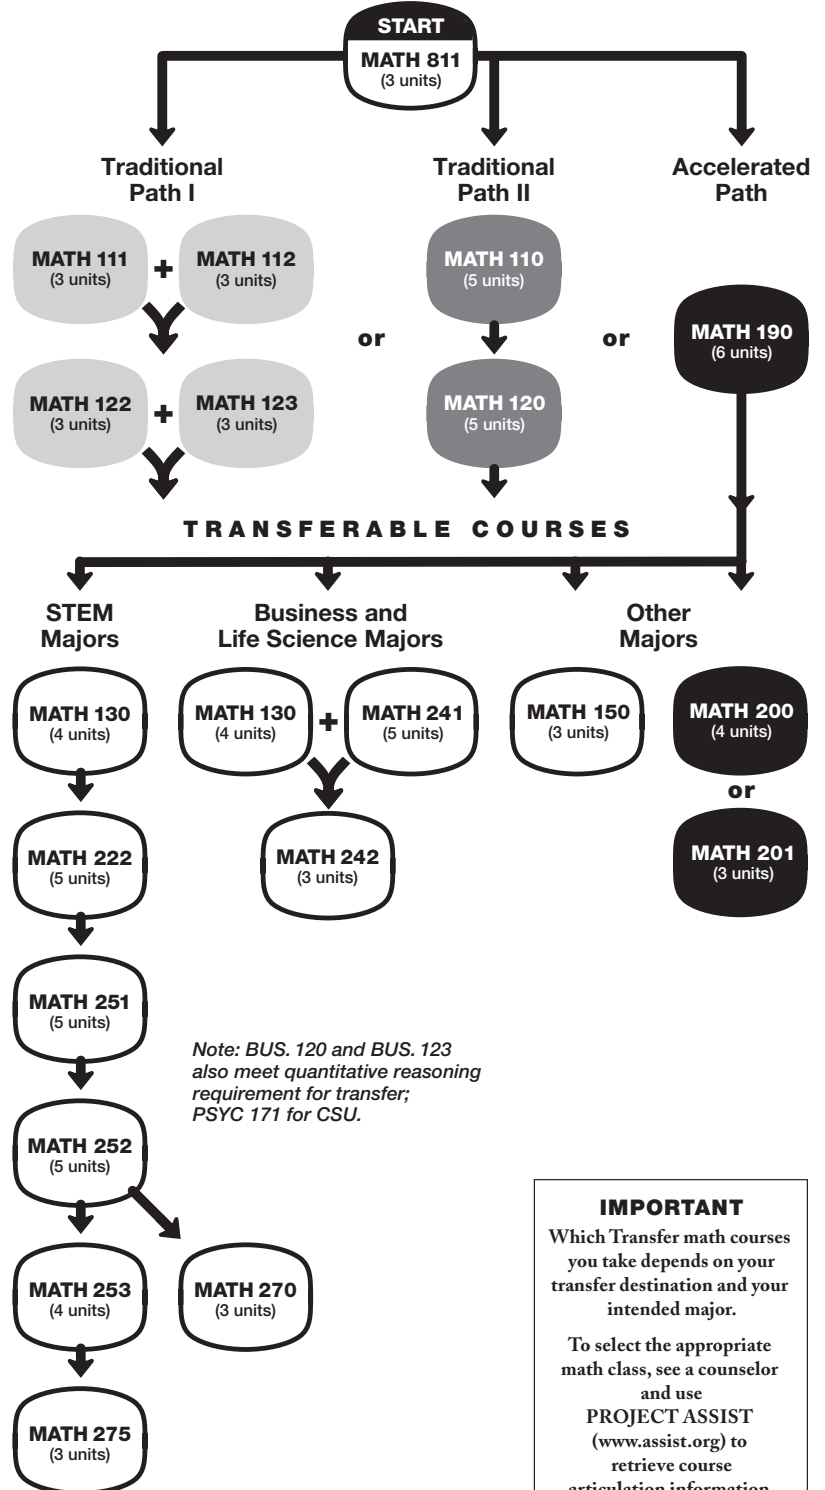 START
MATH 811
(3 units)
Traditional
Path I
Traditional
Path II
Accelerated
Path
MATH 111
(3 units)
+
MATH 112
(3 units)
MATH 110
(5 units)
or
or
MATH 190
(6 units)
MATH 122
(3 units)
+
MATH 123
(3 units)
MATH 120
(5 units)
TRANSFERABLE COURSES
STEM
Majors
Business and
Life Science Majors
Other
Majors
MATH 130
(4 units)
MATH 130
(4 units)
+
MATH 241
(5 units)
MATH 150
(3 units)
MATH 200
(4 units)
or
MATH 201
(3 units)
MATH 222
(5 units)
MATH 242
(3 units)
MATH 251
(5 units)
Note: BUS. 120 and BUS. 123
also meet quantitative reasoning
requirement for transfer;
PSYC 171 for CSU.
MATH 252
(5 units)
MATH 253
(4 units)
MATH 270
(3 units)
MATH 275
(3 units)
IMPORTANT
Which Transfer math courses
you take depends on your
transfer destination and your
intended major.
To select the appropriate
math class, see a counselor
and use
PROJECT ASSIST
(www.assist.org) to
retrieve course
articulation information